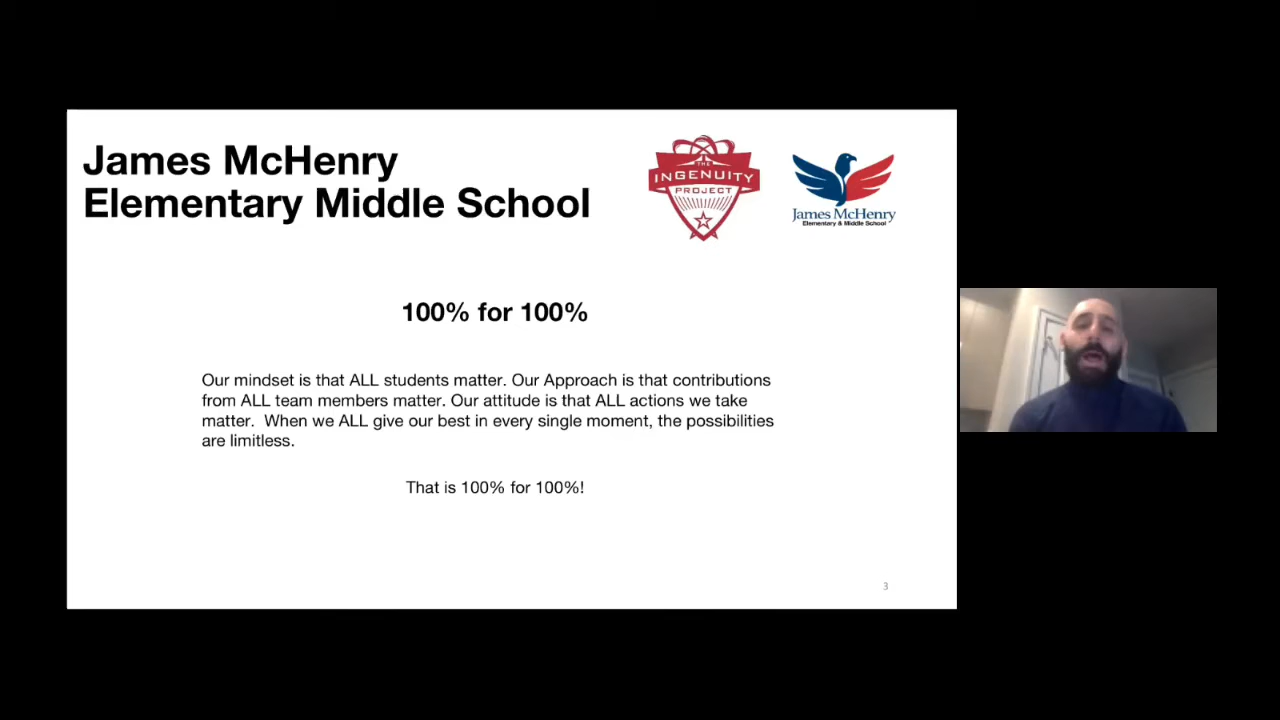 James McHenry
Elementary Middle School
THE
INGENUITY
PROJECT
James McHenry
Elementary & Middle School
100% for 100%
Our mindset is that ALL students matter. Our Approach is that contributions
from ALL team members matter. Our attitude is that ALL actions we take
matter.  When we ALL give our best in every single moment, the possibilities
are limitless.
That is 100% for 100%!
3